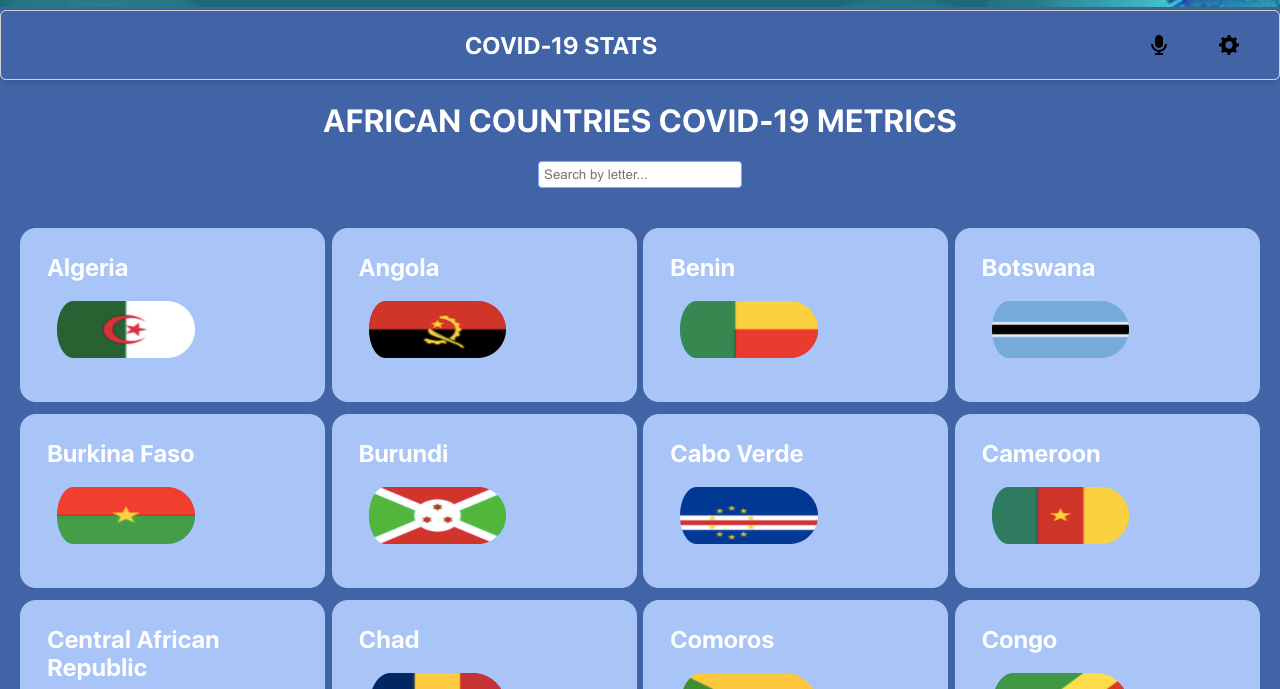 COVID-19 STATS
AFRICAN COUNTRIES COVID-19 METRICS
Search by letter...
Algeria
Angola
Benin
Botswana
Burkina Faso
Burundi
Cabo Verde
Cameroon
Central African
Republic
Chad
Comoros
Congo